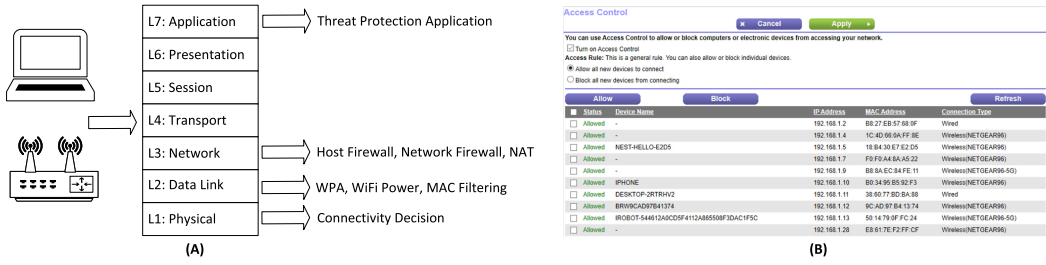 L7: Application
Threat Protection Application
L6: Presentation
L5: Session
L4: Transport
L3: Network
Host Firewall, Network Firewall, NAT
L2: Data Link
WPA, WiFi Power, MAC Filtering
L1: Physical
Connectivity Decision
(A)
Access Control
× Cancel
Apply ▸
You can use Access Control to allow or block computers or electronic devices from accessing your network.
Turn on Access Control
Access Rule: This is a general rule. You can also allow or block individual devices.
Allow all new devices to connect
Block all new devices from connecting
Allow Block Refresh
Status Device Name IP Address MAC Address Connection Type
Allowed - 192.168.1.2 B8:27:EB:57:68:0F Wired
Allowed - 192.168.1.4 1C:4D:66:0A:FF:8E Wireless(NETGEAR96)
Allowed NEST-HELLO-E2D5 192.168.1.5 18:B4:30:E7:E2:D5 Wireless(NETGEAR96)
Allowed - 192.168.1.7 F0:F0:A4:8A:A5:22 Wireless(NETGEAR96)
Allowed - 192.168.1.9 B8:8A:EC:84:FE:11 Wireless(NETGEAR96-5G)
Allowed IPHONE 192.168.1.10 B0:34:95:B5:92:F3 Wireless(NETGEAR96)
Allowed DESKTOP-2RTRHV2 192.168.1.11 38:60:77:BD:BA:88 Wired
Allowed BRW9CAD97B41374 192.168.1.12 9C:AD:97:B4:13:74 Wireless(NETGEAR96)
Allowed IROBOT-544612A0CD5F4112A865508F3DAC1F5C 192.168.1.13 50:14:79:0F:FC:24 Wireless(NETGEAR96-5G)
Allowed - 192.168.1.28 E8:61:7E:F2:FF:CF Wireless(NETGEAR96)
(B)